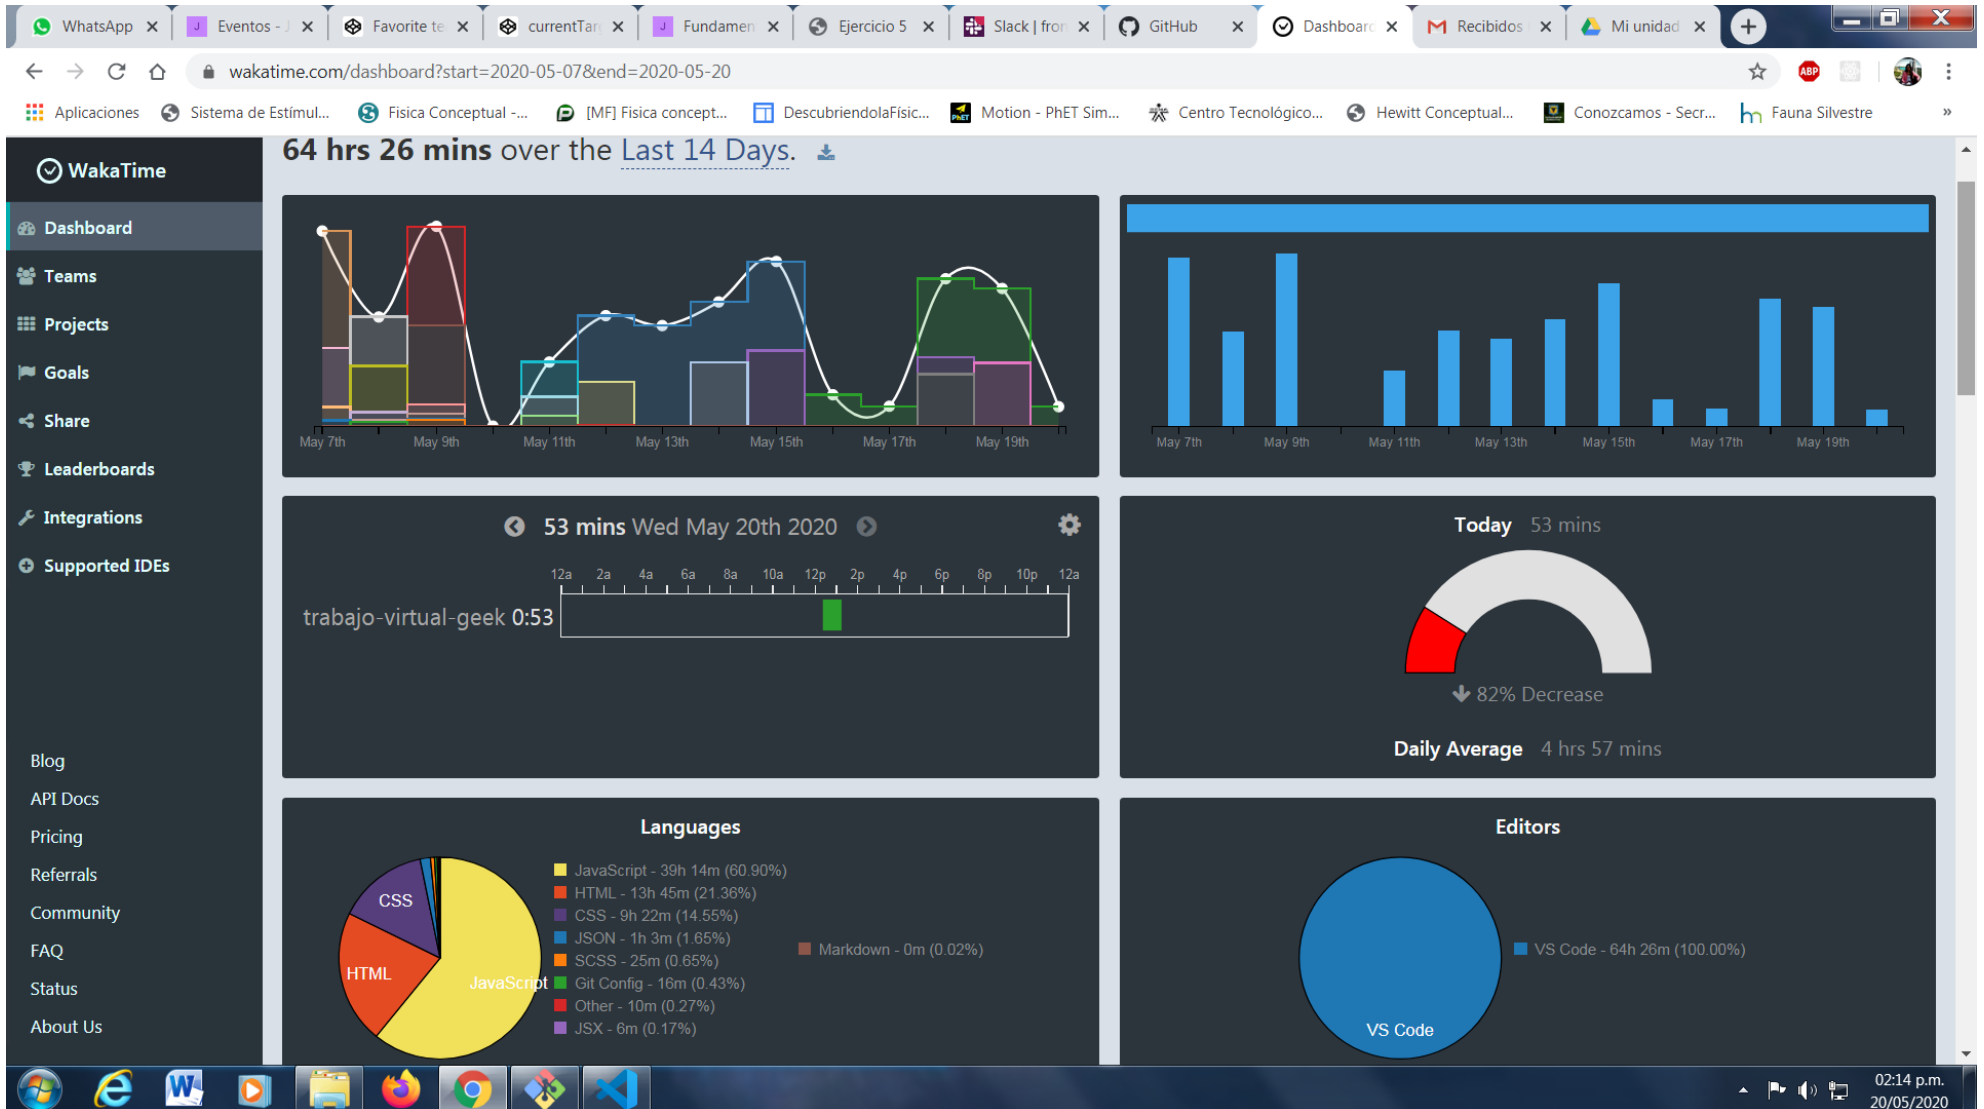 WhatsApp
Eventos - J
Favorite te
currentTar
Fundamen
Ejercicio 5
Slack | fron
GitHub
Dashboard
Recibidos
Mi unidad
wakatime.com/dashboard?start=2020-05-07&end=2020-05-20
ABP
Aplicaciones
Sistema de Estímul...
Fisica Conceptual -...
[MF] Fisica concept...
DescubriendolaFísic...
Motion - PhET Sim...
Centro Tecnológico...
Hewitt Conceptual...
Conozcamos - Secr...
Fauna Silvestre
»
WakaTime
Dashboard
Teams
Projects
Goals
Share
Leaderboards
Integrations
Supported IDEs
Blog
API Docs
Pricing
Referrals
Community
FAQ
Status
About Us
64 hrs 26 mins over the Last 14 Days.
May 7th May 9th May 11th May 13th May 15th May 17th May 19th
May 7th May 9th May 11th May 13th May 15th May 17th May 19th
53 mins Wed May 20th 2020
12a 2a 4a 6a 8a 10a 12p 2p 4p 6p 8p 10p 12a
trabajo-virtual-geek 0:53
Today 53 mins
82% Decrease
Daily Average 4 hrs 57 mins
Languages
CSS
HTML
JavaScript
JavaScript - 39h 14m (60.90%)
HTML - 13h 45m (21.36%)
CSS - 9h 22m (14.55%)
JSON - 1h 3m (1.65%)
SCSS - 25m (0.65%)
Git Config - 16m (0.43%)
Other - 10m (0.27%)
JSX - 6m (0.17%)
Markdown - 0m (0.02%)
Editors
VS Code
VS Code - 64h 26m (100.00%)
02:14 p.m.
20/05/2020